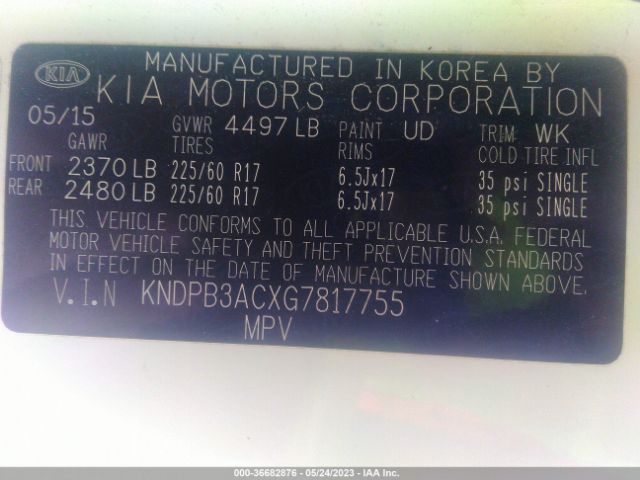 KIA
MANUFACTURED IN KOREA BY
KIA MOTORS CORPORATION
05/15 GVWR 4497 LB PAINT UD TRIM WK
GAWR TIRES RIMS COLD TIRE INFL
FRONT 2370 LB 225/60 R17 6.5Jx17 35 psi SINGLE
REAR 2480 LB 225/60 R17 6.5Jx17 35 psi SINGLE
THIS VEHICLE CONFORMS TO ALL APPLICABLE U.S.A. FEDERAL
MOTOR VEHICLE SAFETY AND THEFT PREVENTION STANDARDS
IN EFFECT ON THE DATE OF MANUFACTURE SHOWN ABOVE.
V.I.N KNDPB3ACXG7817755
MPV
000-36682876 - 05/24/2023 - IAA Inc.